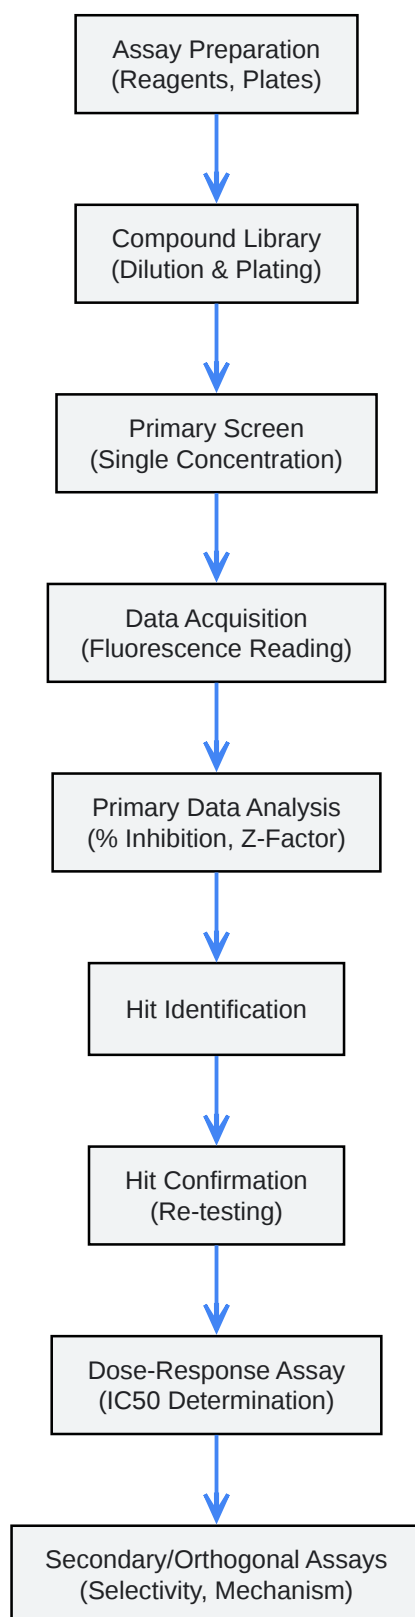 Assay Preparation
(Reagents, Plates)
Compound Library
(Dilution & Plating)
Primary Screen
(Single Concentration)
Data Acquisition
(Fluorescence Reading)
Primary Data Analysis
(% Inhibition, Z-Factor)
Hit Identification
Hit Confirmation
(Re-testing)
Dose-Response Assay
(IC50 Determination)
Secondary/Orthogonal Assays
(Selectivity, Mechanism)